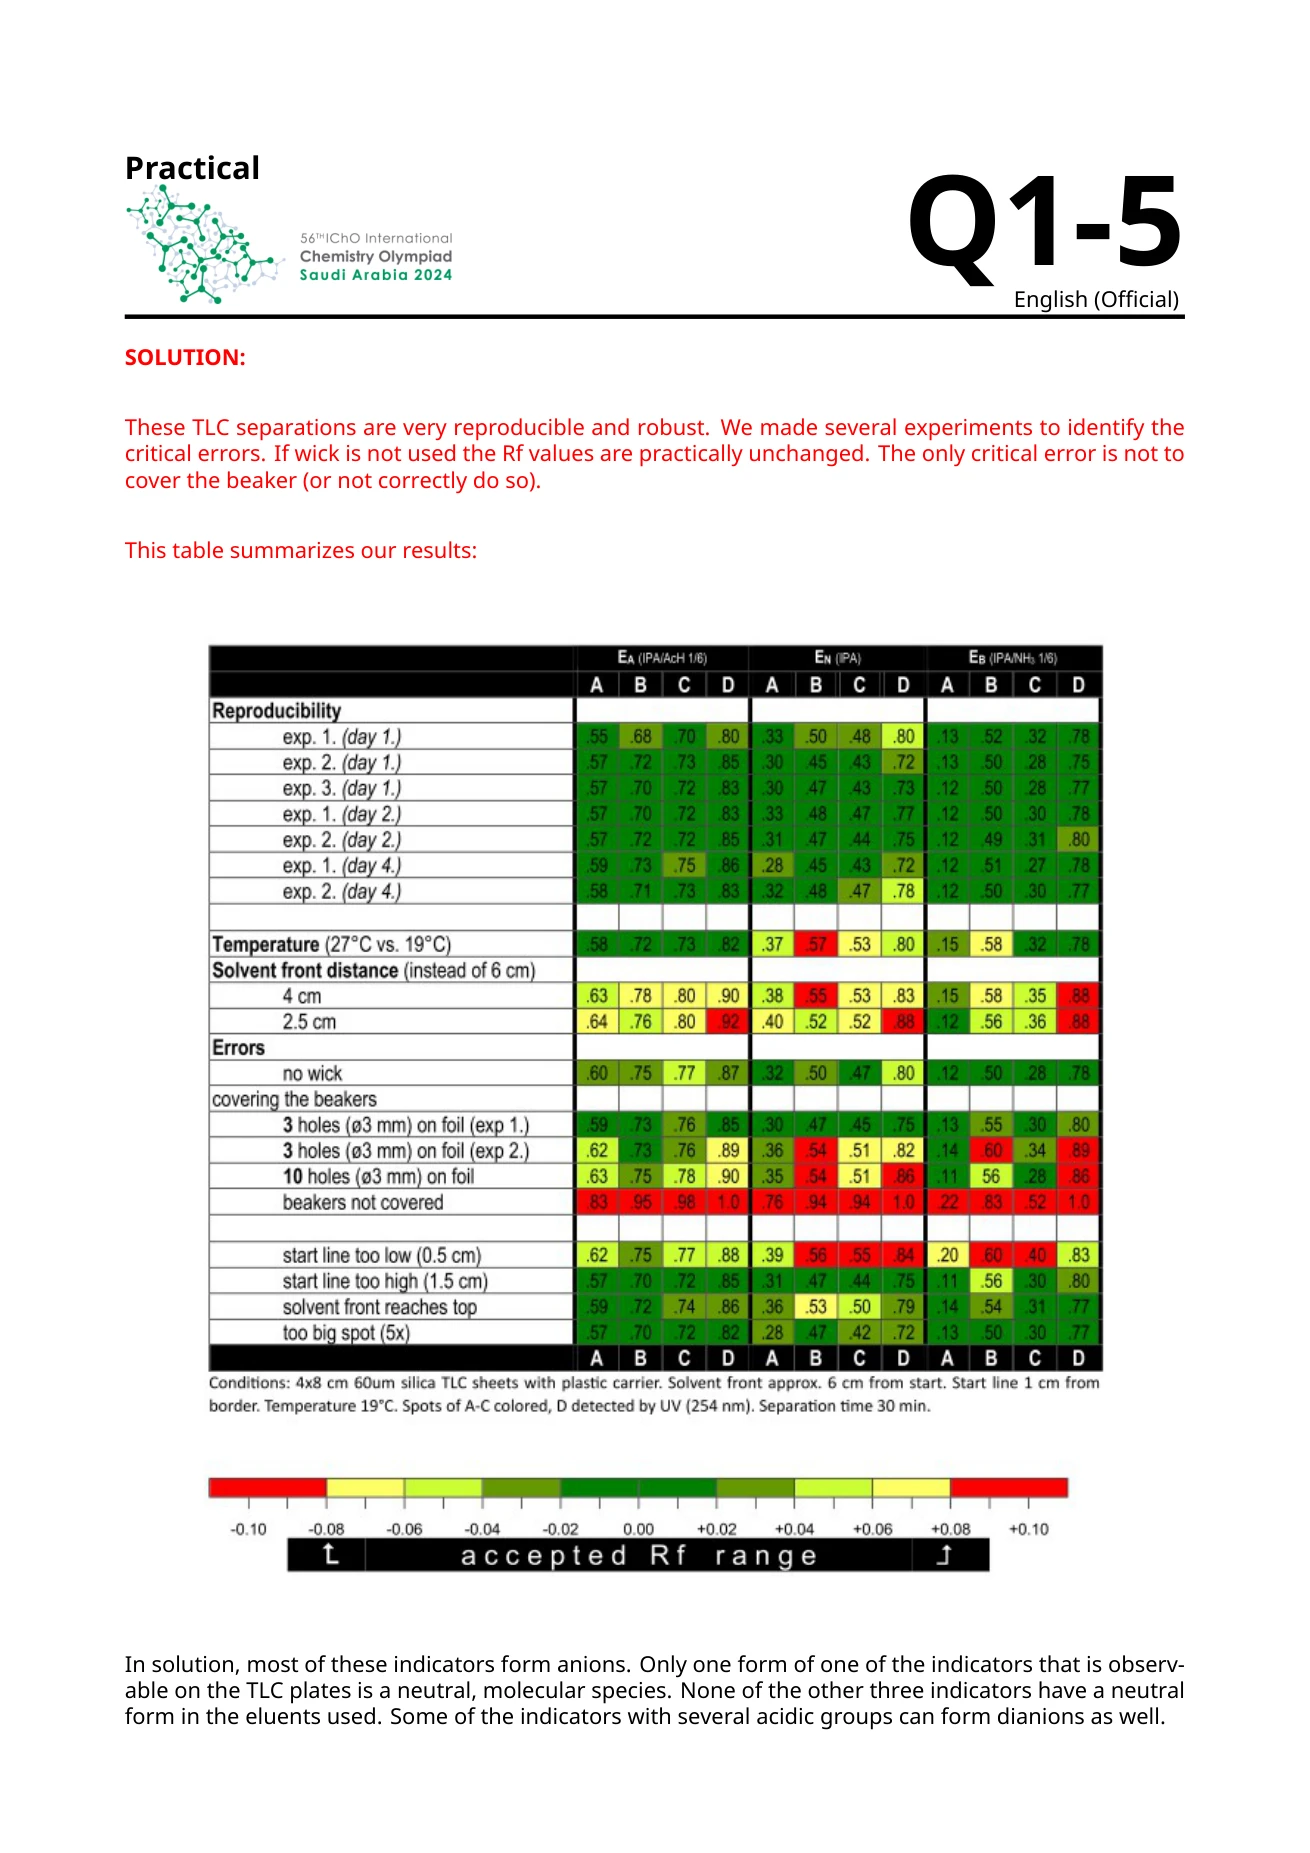 Practical
56THIChO International
Chemistry Olympiad
Saudi Arabia 2024
Q1-5
English (Official)
SOLUTION:
These TLC separations are very reproducible and robust. We made several experiments to identify the
critical errors. If wick is not used the Rf values are practically unchanged. The only critical error is not to
cover the beaker (or not correctly do so).
This table summarizes our results:
EA (IPA/AcH 1/6) EN (IPA) EB (IPA/NH3 1/6)
A B C D A B C D A B C D
Reproducibility
exp. 1. (day 1.) .55 .68 .70 .80 .33 .50 .48 .80 .13 .52 .32 .78
exp. 2. (day 1.) .57 .72 .73 .85 .30 .45 .43 .72 .13 .50 .28 .75
exp. 3. (day 1.) .57 .70 .72 .83 .30 .47 .43 .73 .12 .50 .28 .77
exp. 1. (day 2.) .57 .70 .72 .83 .33 .48 .47 .77 .12 .50 .30 .78
exp. 2. (day 2.) .57 .72 .72 .85 .31 .47 .44 .75 .12 .49 .31 .80
exp. 1. (day 4.) .59 .73 .75 .86 .28 .45 .43 .72 .12 .51 .27 .78
exp. 2. (day 4.) .58 .71 .73 .83 .32 .48 .47 .78 .12 .50 .30 .77
Temperature (27°C vs. 19°C) .58 .72 .73 .82 .37 .57 .53 .80 .15 .58 .32 .78
Solvent front distance (instead of 6 cm)
4 cm .63 .78 .80 .90 .38 .55 .53 .83 .15 .58 .35 .88
2.5 cm .64 .76 .80 .92 .40 .52 .52 .88 .12 .56 .36 .88
Errors
no wick .60 .75 .77 .87 .32 .50 .47 .80 .12 .50 .28 .78
covering the beakers
3 holes (ø3 mm) on foil (exp 1.) .59 .73 .76 .85 .30 .47 .45 .75 .13 .55 .30 .80
3 holes (ø3 mm) on foil (exp 2.) .62 .73 .76 .89 .36 .54 .51 .82 .14 .60 .34 .89
10 holes (ø3 mm) on foil .63 .75 .78 .90 .35 .54 .51 .86 .11 56 .28 .86
beakers not covered .83 .95 .98 1.0 .76 .94 .94 1.0 .22 .83 .52 1.0
start line too low (0.5 cm) .62 .75 .77 .88 .39 .56 .55 .84 .20 .60 .40 .83
start line too high (1.5 cm) .57 .70 .72 .85 .31 .47 .44 .75 .11 .56 .30 .80
solvent front reaches top .59 .72 .74 .86 .36 .53 .50 .79 .14 .54 .31 .77
too big spot (5x) .57 .70 .72 .82 .28 .47 .42 .72 .13 .50 .30 .77
A B C D A B C D A B C D
Conditions: 4x8 cm 60um silica TLC sheets with plastic carrier. Solvent front approx. 6 cm from start. Start line 1 cm from
border. Temperature 19°C. Spots of A-C colored, D detected by UV (254 nm). Separation time 30 min.
-0.10 -0.08 -0.06 -0.04 -0.02 0.00 +0.02 +0.04 +0.06 +0.08 +0.10
accepted Rf range
In solution, most of these indicators form anions. Only one form of one of the indicators that is observ-
able on the TLC plates is a neutral, molecular species. None of the other three indicators have a neutral
form in the eluents used. Some of the indicators with several acidic groups can form dianions as well.